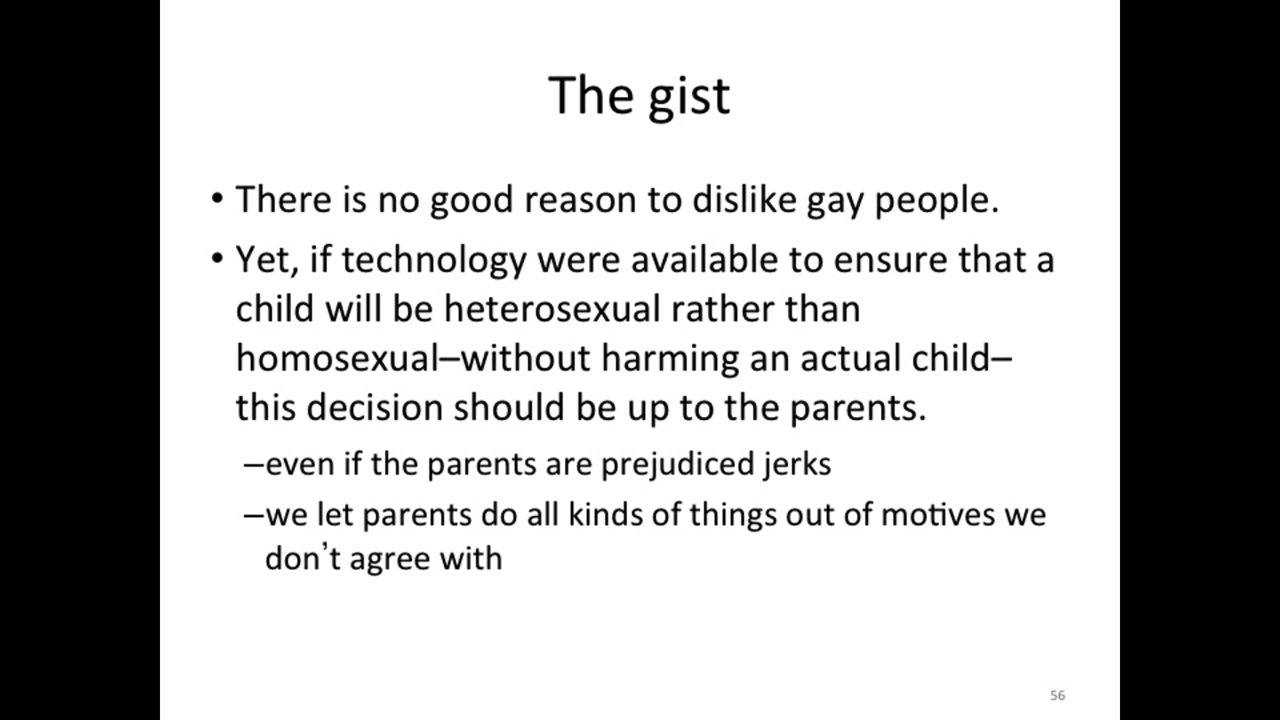 The gist
• There is no good reason to dislike gay people.
• Yet, if technology were available to ensure that a
child will be heterosexual rather than
homosexual–without harming an actual child–
this decision should be up to the parents.
–even if the parents are prejudiced jerks
–we let parents do all kinds of things out of motives we
don’t agree with
56